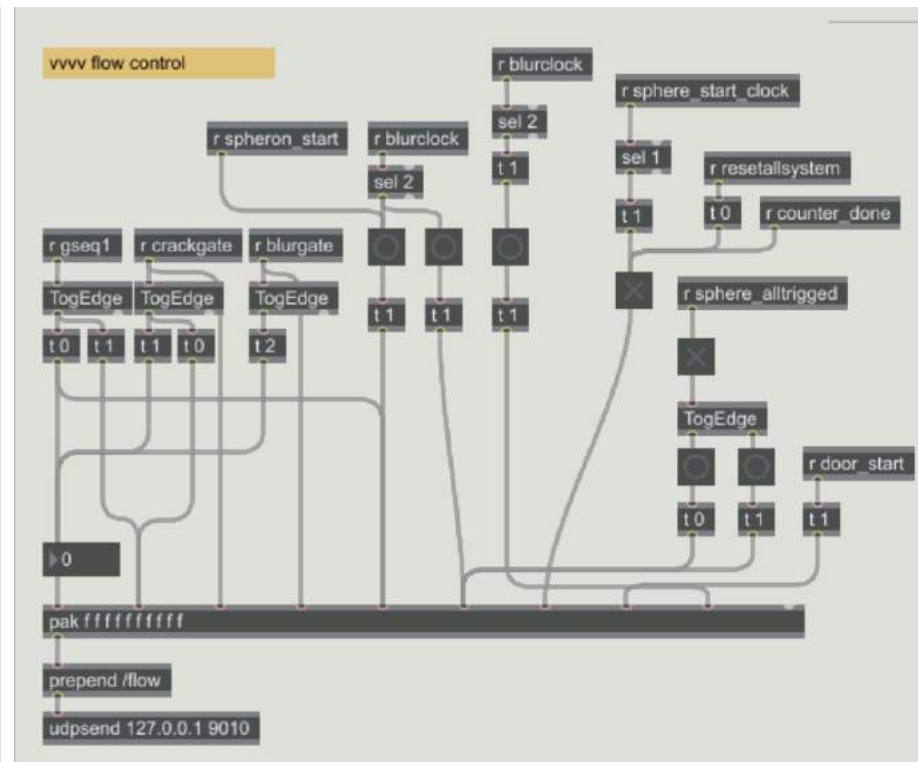 vvvv flow control
r blurclock
r sphere_start_clock
r spheron_start
r blurclock
sel 2
sel 1
r resetallsystem
sel 2
t 1
t 1
t 0
r counter_done
r gseq1
r crackgate
r blurgate
TogEdge
TogEdge
TogEdge
r sphere_alltrigged
t 1
t 1
t 1
t 0
t 1
t 1
t 0
t 2
TogEdge
r door_start
t 0
t 1
t 1
0
pak f f f f f f f f f f
prepend /flow
udpsend 127.0.0.1 9010